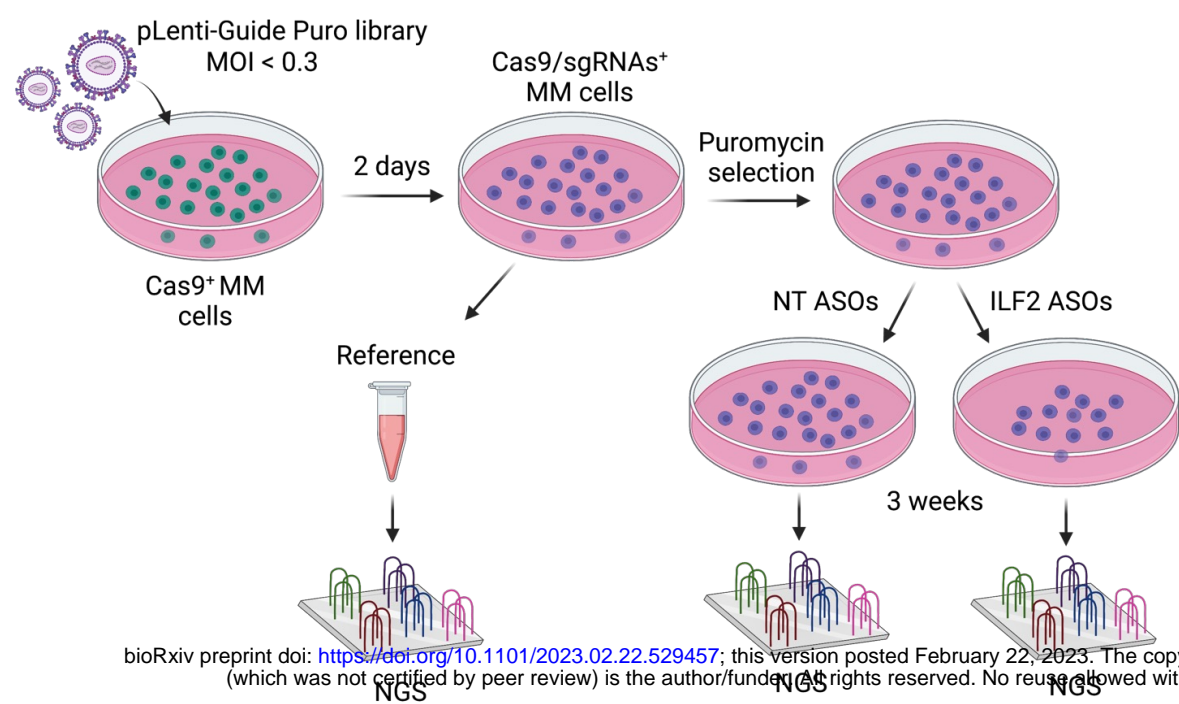 pLenti-Guide Puro library
MOI < 0.3
Cas9/sgRNAs⁺
MM cells
2 days
Puromycin
selection
Cas9⁺ MM
cells
NT ASOs
ILF2 ASOs
Reference
3 weeks
bioRxiv preprint doi: https://doi.org/10.1101/2023.02.22.529457; this version posted February 22, 2023. The copy
(which was not certified by peer review) is the author/funder. All rights reserved. No reuse allowed wit
NGS
NGS
NGS